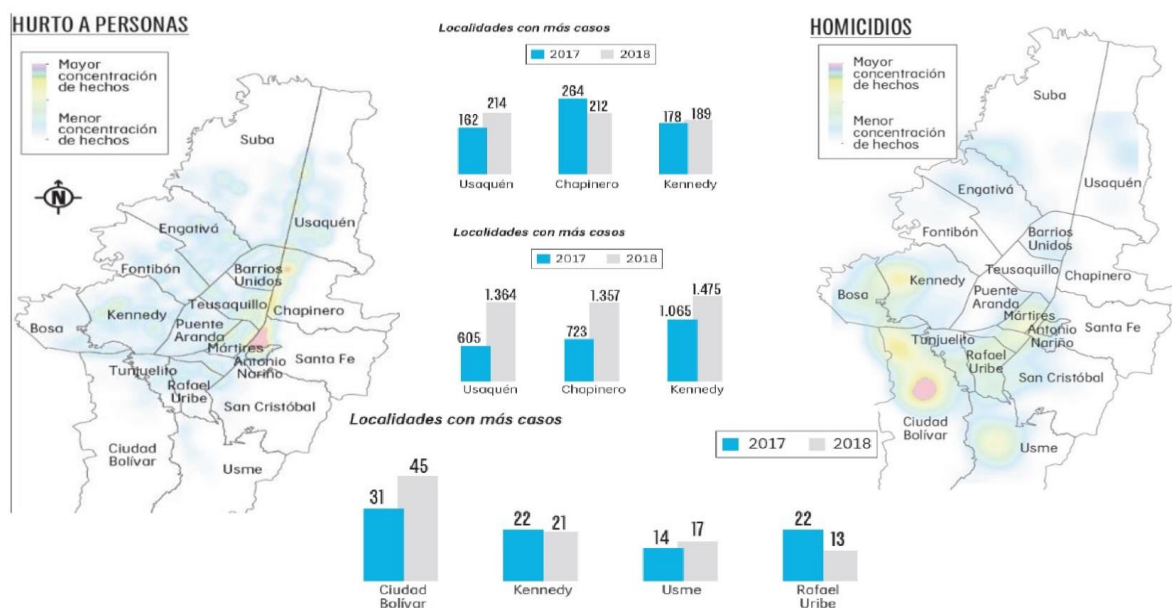 HURTO A PERSONAS
Mayor
concentración
de hechos
Menor
concentración
de hechos
N
Suba
Usaquén
Engativá
Fontibón
Barrios
Unidos
Teusaquillo
Chapinero
Kennedy
Bosa
Puente
Aranda
Mártires
Santa Fe
Antonio
Nariño
Tunjuelito
Rafael
Uribe
San Cristóbal
Ciudad
Bolívar
Usme
Localidades con más casos
2017 2018
162 214
264 212
178 189
Usaquén Chapinero Kennedy
Localidades con más casos
2017 2018
605 1.364
723 1.357
1.065 1.475
Usaquén Chapinero Kennedy
HOMICIDIOS
Mayor
concentración
de hechos
Menor
concentración
de hechos
Suba
Usaquén
Engativá
Barrios
Unidos
Fontibón
Teusaquillo
Chapinero
Kennedy
Bosa
Puente
Aranda
Mártires
Antonio
Nariño
Santa Fe
Tunjuelito
Rafael
Uribe
San Cristóbal
Ciudad
Bolívar
Usme
Localidades con más casos
2017 2018
31 45
22 21
14 17
22 13
Ciudad
Bolívar
Kennedy
Usme
Rafael
Uribe